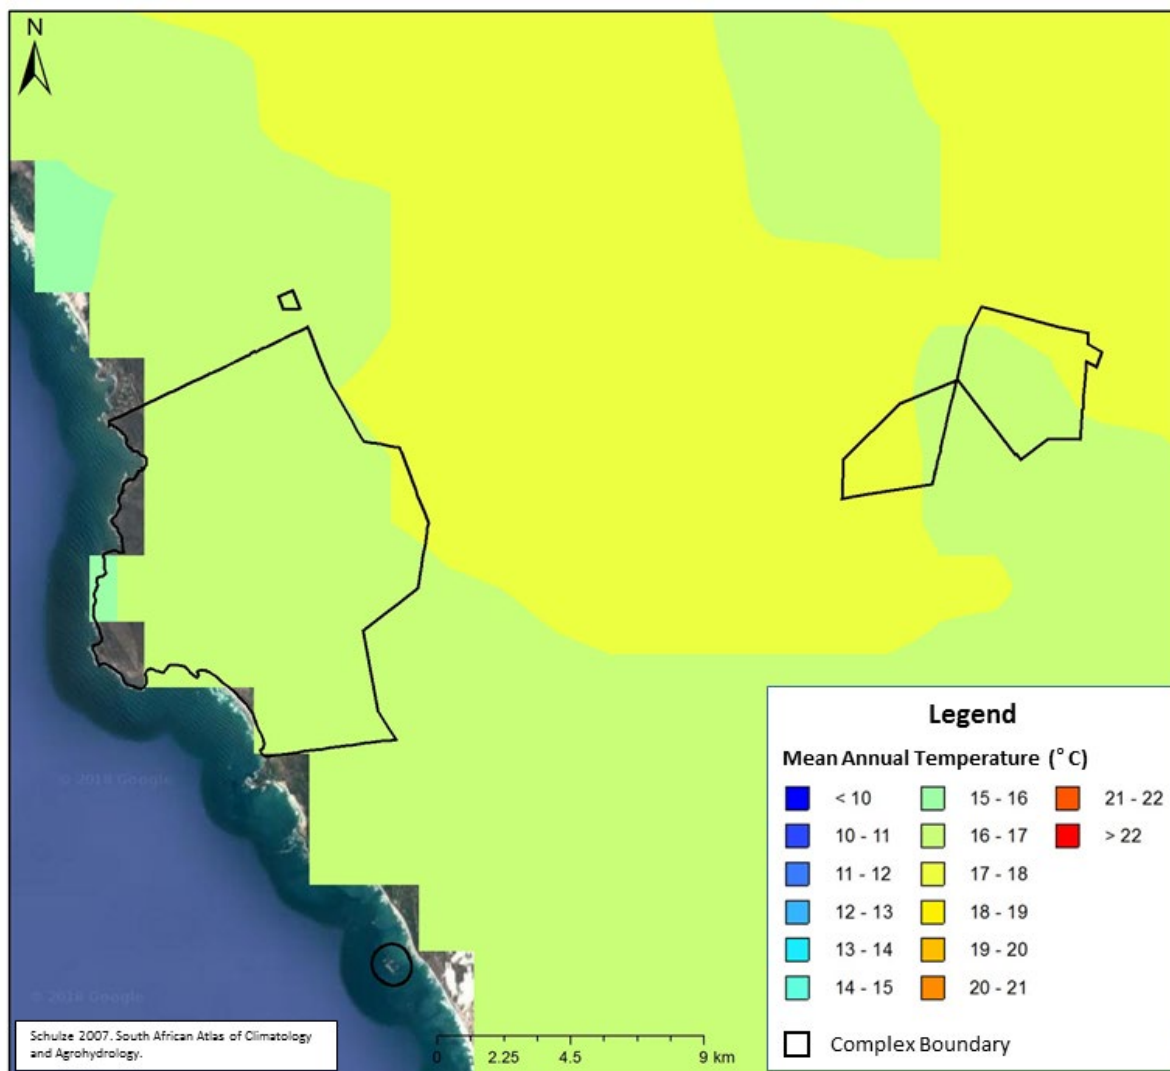 N
© 2018 Google
© 2018 Google
Schulze 2007. South African Atlas of Climatology
and Agrohydrology.
0 2.25 4.5 9 km
Legend
Mean Annual Temperature (°C)
< 10 15 - 16 21 - 22
10 - 11 16 - 17 > 22
11 - 12 17 - 18
12 - 13 18 - 19
13 - 14 19 - 20
14 - 15 20 - 21
Complex Boundary